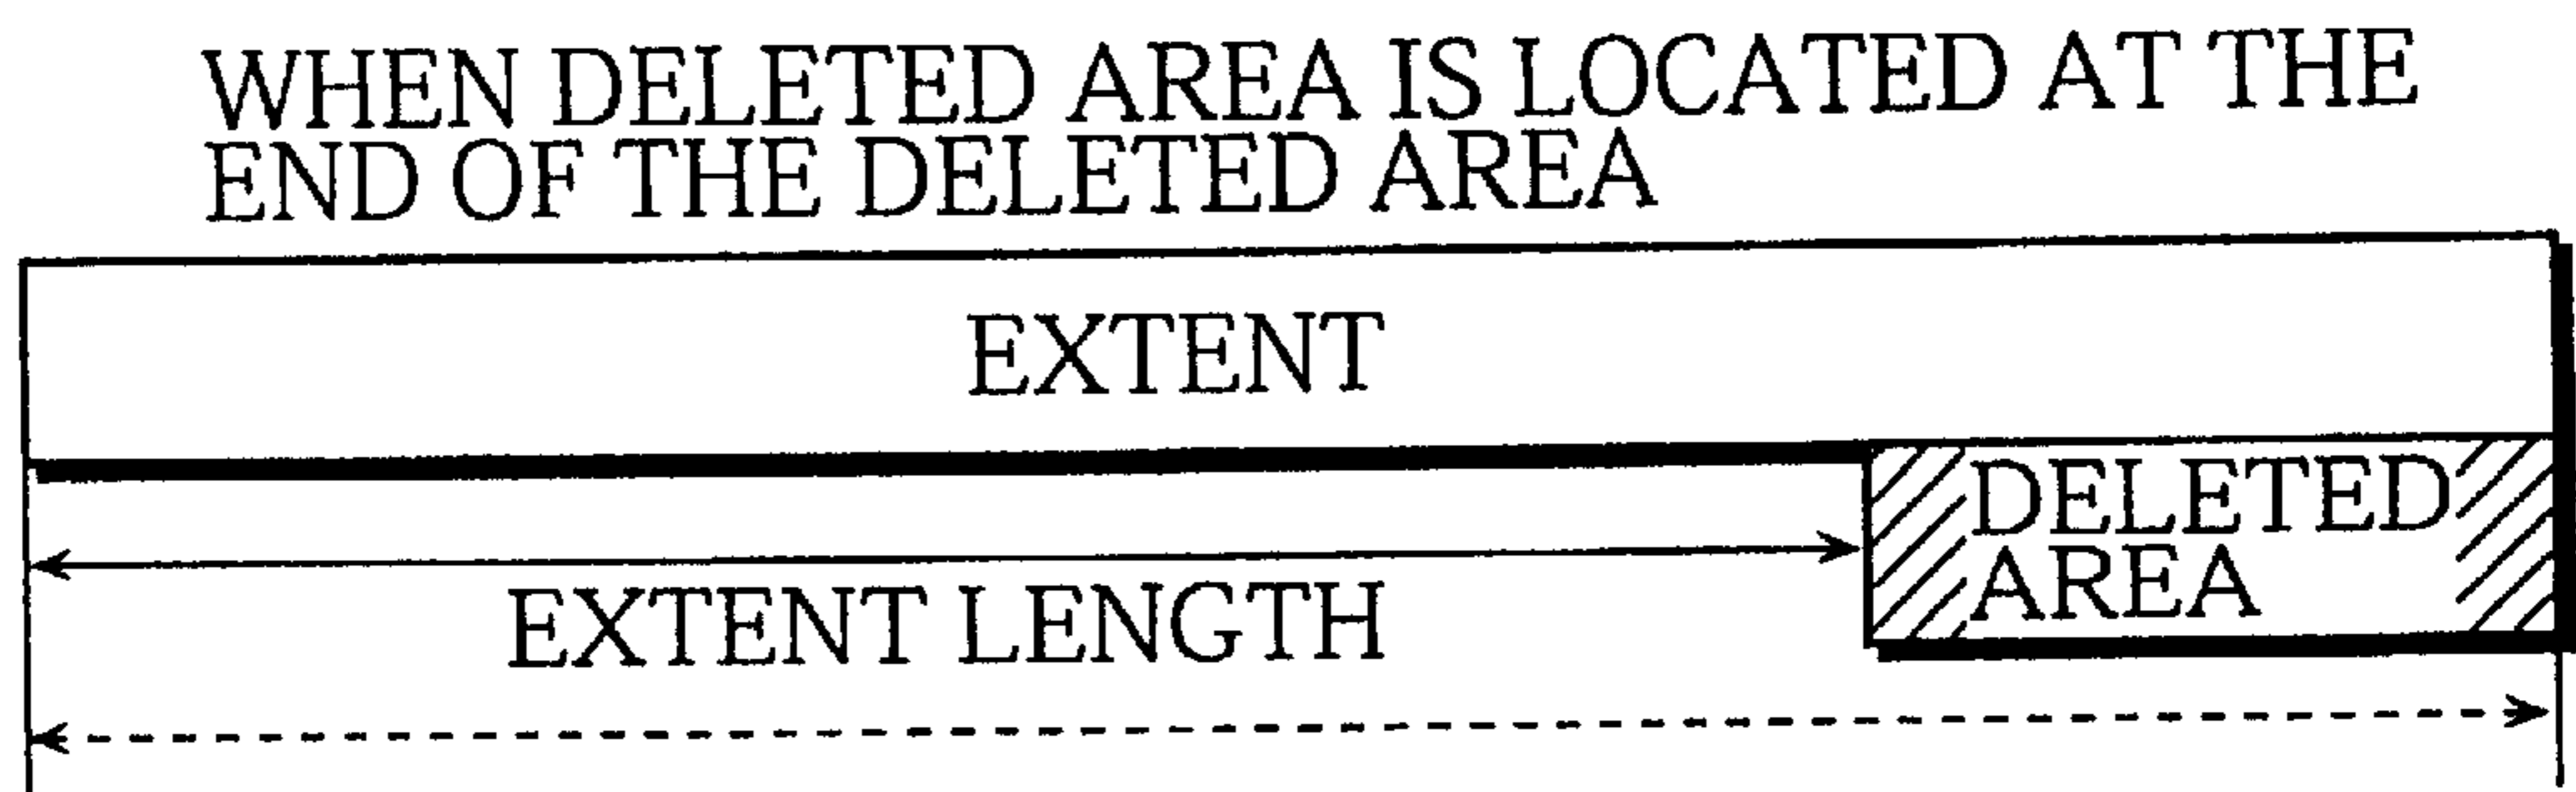 WHEN DELETED AREA IS LOCATED AT THE
END OF THE DELETED AREA
EXTENT
DELETED
AREA
EXTENT LENGTH